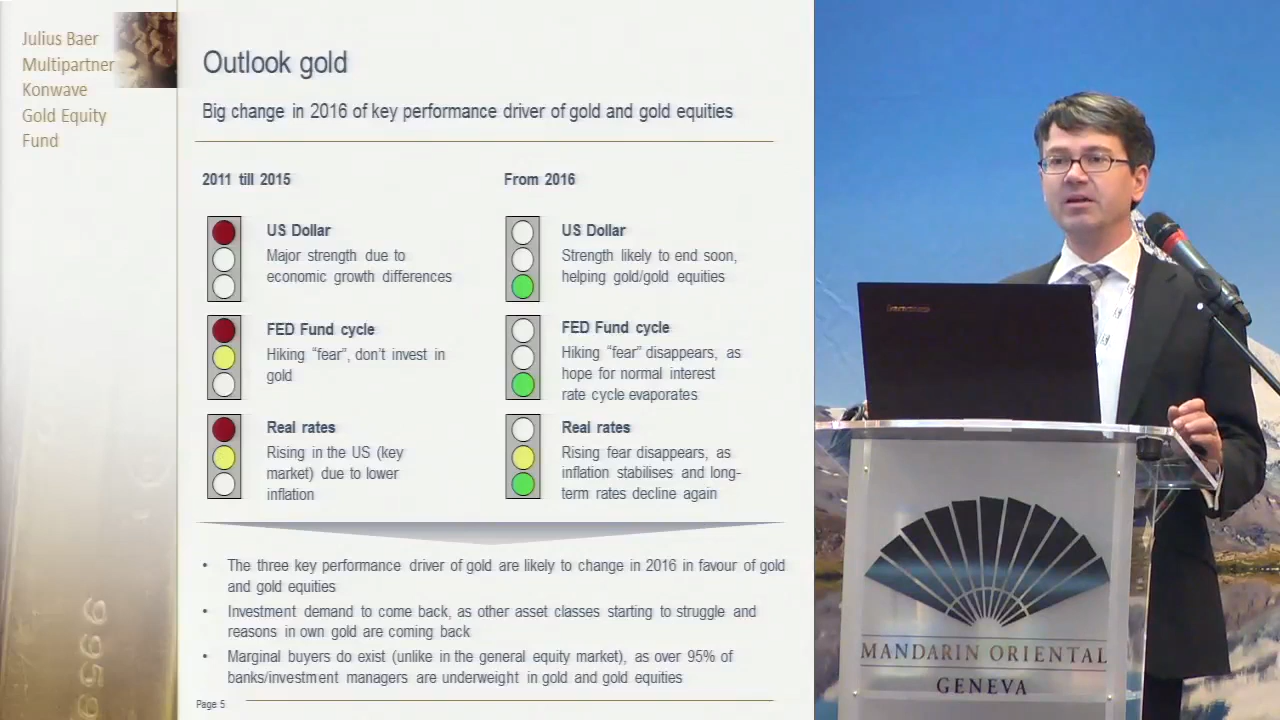 Julius Baer
Multipartner
Konwave
Gold Equity
Fund
Outlook gold
Big change in 2016 of key performance driver of gold and gold equities
2011 till 2015
US Dollar
Major strength due to
economic growth differences
FED Fund cycle
Hiking “fear”, don’t invest in
gold
Real rates
Rising in the US (key
market) due to lower
inflation
From 2016
US Dollar
Strength likely to end soon,
helping gold/gold equities
FED Fund cycle
Hiking “fear” disappears, as
hope for normal interest
rate cycle evaporates
Real rates
Rising fear disappears, as
inflation stabilises and long-
term rates decline again
• The three key performance driver of gold are likely to change in 2016 in favour of gold
and gold equities
• Investment demand to come back, as other asset classes starting to struggle and
reasons in own gold are coming back
• Marginal buyers do exist (unlike in the general equity market), as over 95% of
banks/investment managers are underweight in gold and gold equities
Page 5
9959
lenovo
MANDARIN ORIENTAL
GENEVA